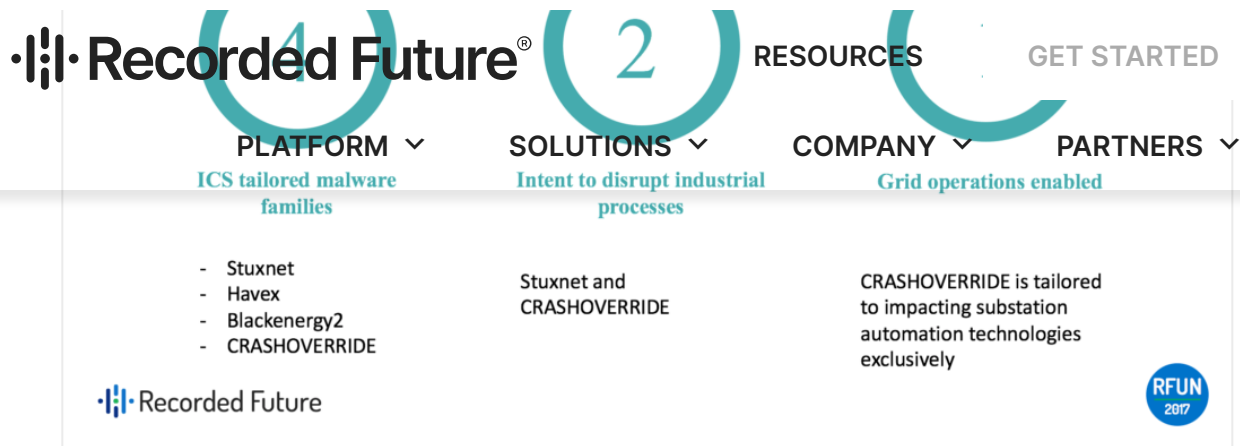 Recorded Future®
4
2
RESOURCES
GET STARTED
PLATFORM
SOLUTIONS
COMPANY
PARTNERS
ICS tailored malware
families
Intent to disrupt industrial
processes
Grid operations enabled
- Stuxnet
- Havex
- Blackenergy2
- CRASHOVERRIDE
Stuxnet and
CRASHOVERRIDE
CRASHOVERRIDE is tailored
to impacting substation
automation technologies
exclusively
Recorded Future
RFUN
2017